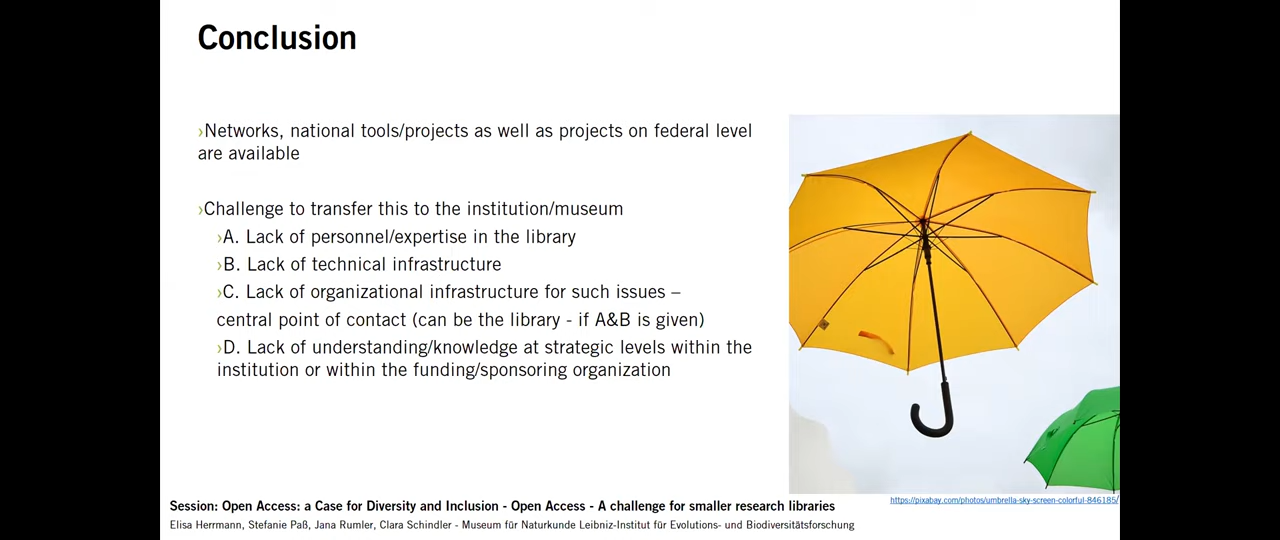 Conclusion
›Networks, national tools/projects as well as projects on federal level
are available
›Challenge to transfer this to the institution/museum
›A. Lack of personnel/expertise in the library
›B. Lack of technical infrastructure
›C. Lack of organizational infrastructure for such issues –
central point of contact (can be the library - if A&B is given)
›D. Lack of understanding/knowledge at strategic levels within the
institution or within the funding/sponsoring organization
https://pixabay.com/photos/umbrella-sky-screen-colorful-846185/
Session: Open Access: a Case for Diversity and Inclusion - Open Access - A challenge for smaller research libraries
Elisa Herrmann, Stefanie Paß, Jana Rumler, Clara Schindler - Museum für Naturkunde Leibniz-Institut für Evolutions- und Biodiversitätsforschung